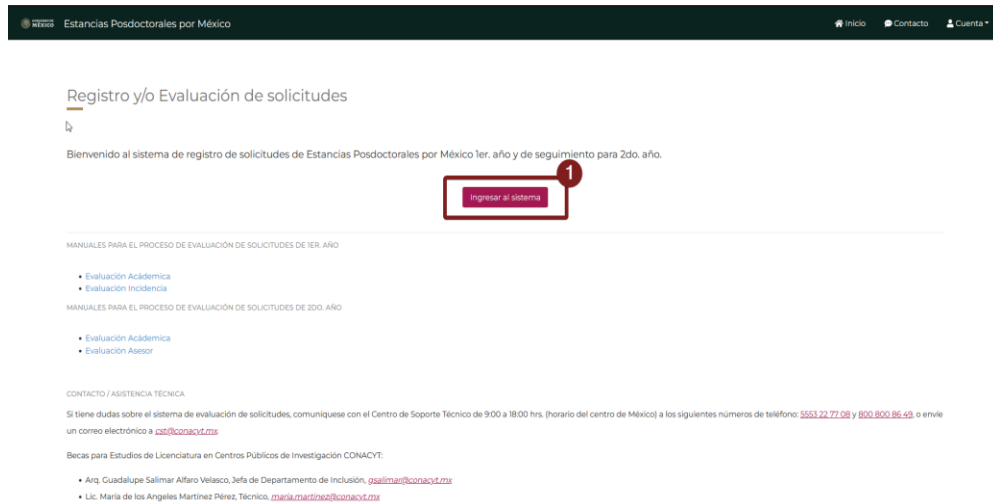 GOBIERNO DE
MÉXICO
Estancias Posdoctorales por México
Inicio
Contacto
Cuenta
Registro y/o Evaluación de solicitudes
Bienvenido al sistema de registro de solicitudes de Estancias Posdoctorales por México 1er. año y de seguimiento para 2do. año.
1
Ingresar al sistema
MANUALES PARA EL PROCESO DE EVALUACIÓN DE SOLICITUDES DE 1ER. AÑO
• Evaluación Académica
• Evaluación Incidencia
MANUALES PARA EL PROCESO DE EVALUACIÓN DE SOLICITUDES DE 2DO. AÑO
• Evaluación Académica
• Evaluación Asesor
CONTACTO / ASISTENCIA TÉCNICA
Si tiene dudas sobre el sistema de evaluación de solicitudes, comuníquese con el Centro de Soporte Técnico de 9:00 a 18:00 hrs. (horario del centro de México) a los siguientes números de teléfono: 5553 22 77 08 y 800 800 86 49, o envíe
un correo electrónico a cst@conacyt.mx.
Becas para Estudios de Licenciatura en Centros Públicos de Investigación CONACYT:
• Arq. Guadalupe Salimar Alfaro Velasco, Jefa de Departamento de Inclusión, gsalimar@conacyt.mx
• Lic. María de los Angeles Martínez Pérez, Técnico, maria.martinez@conacyt.mx